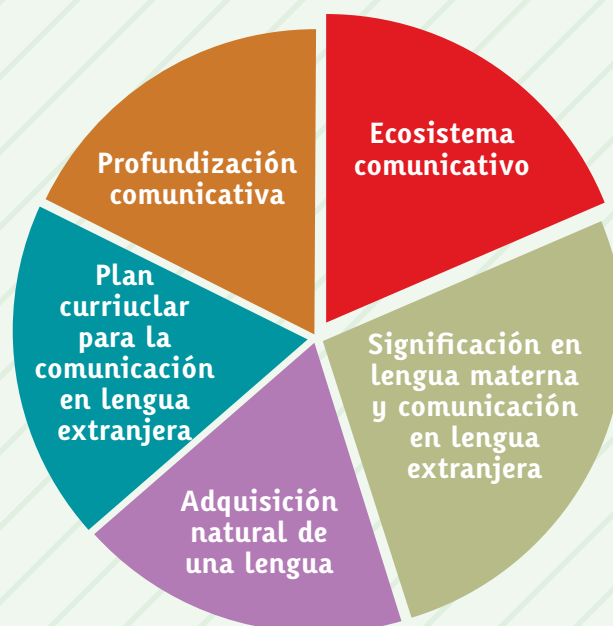 Ecosistema
comunicativo
Significación en
lengua materna
y comunicación
en lengua
extranjera
Adquisición
natural de
una lengua
Plan
curriuclar
para la
comunicación
en lengua
extranjera
Profundización
comunicativa